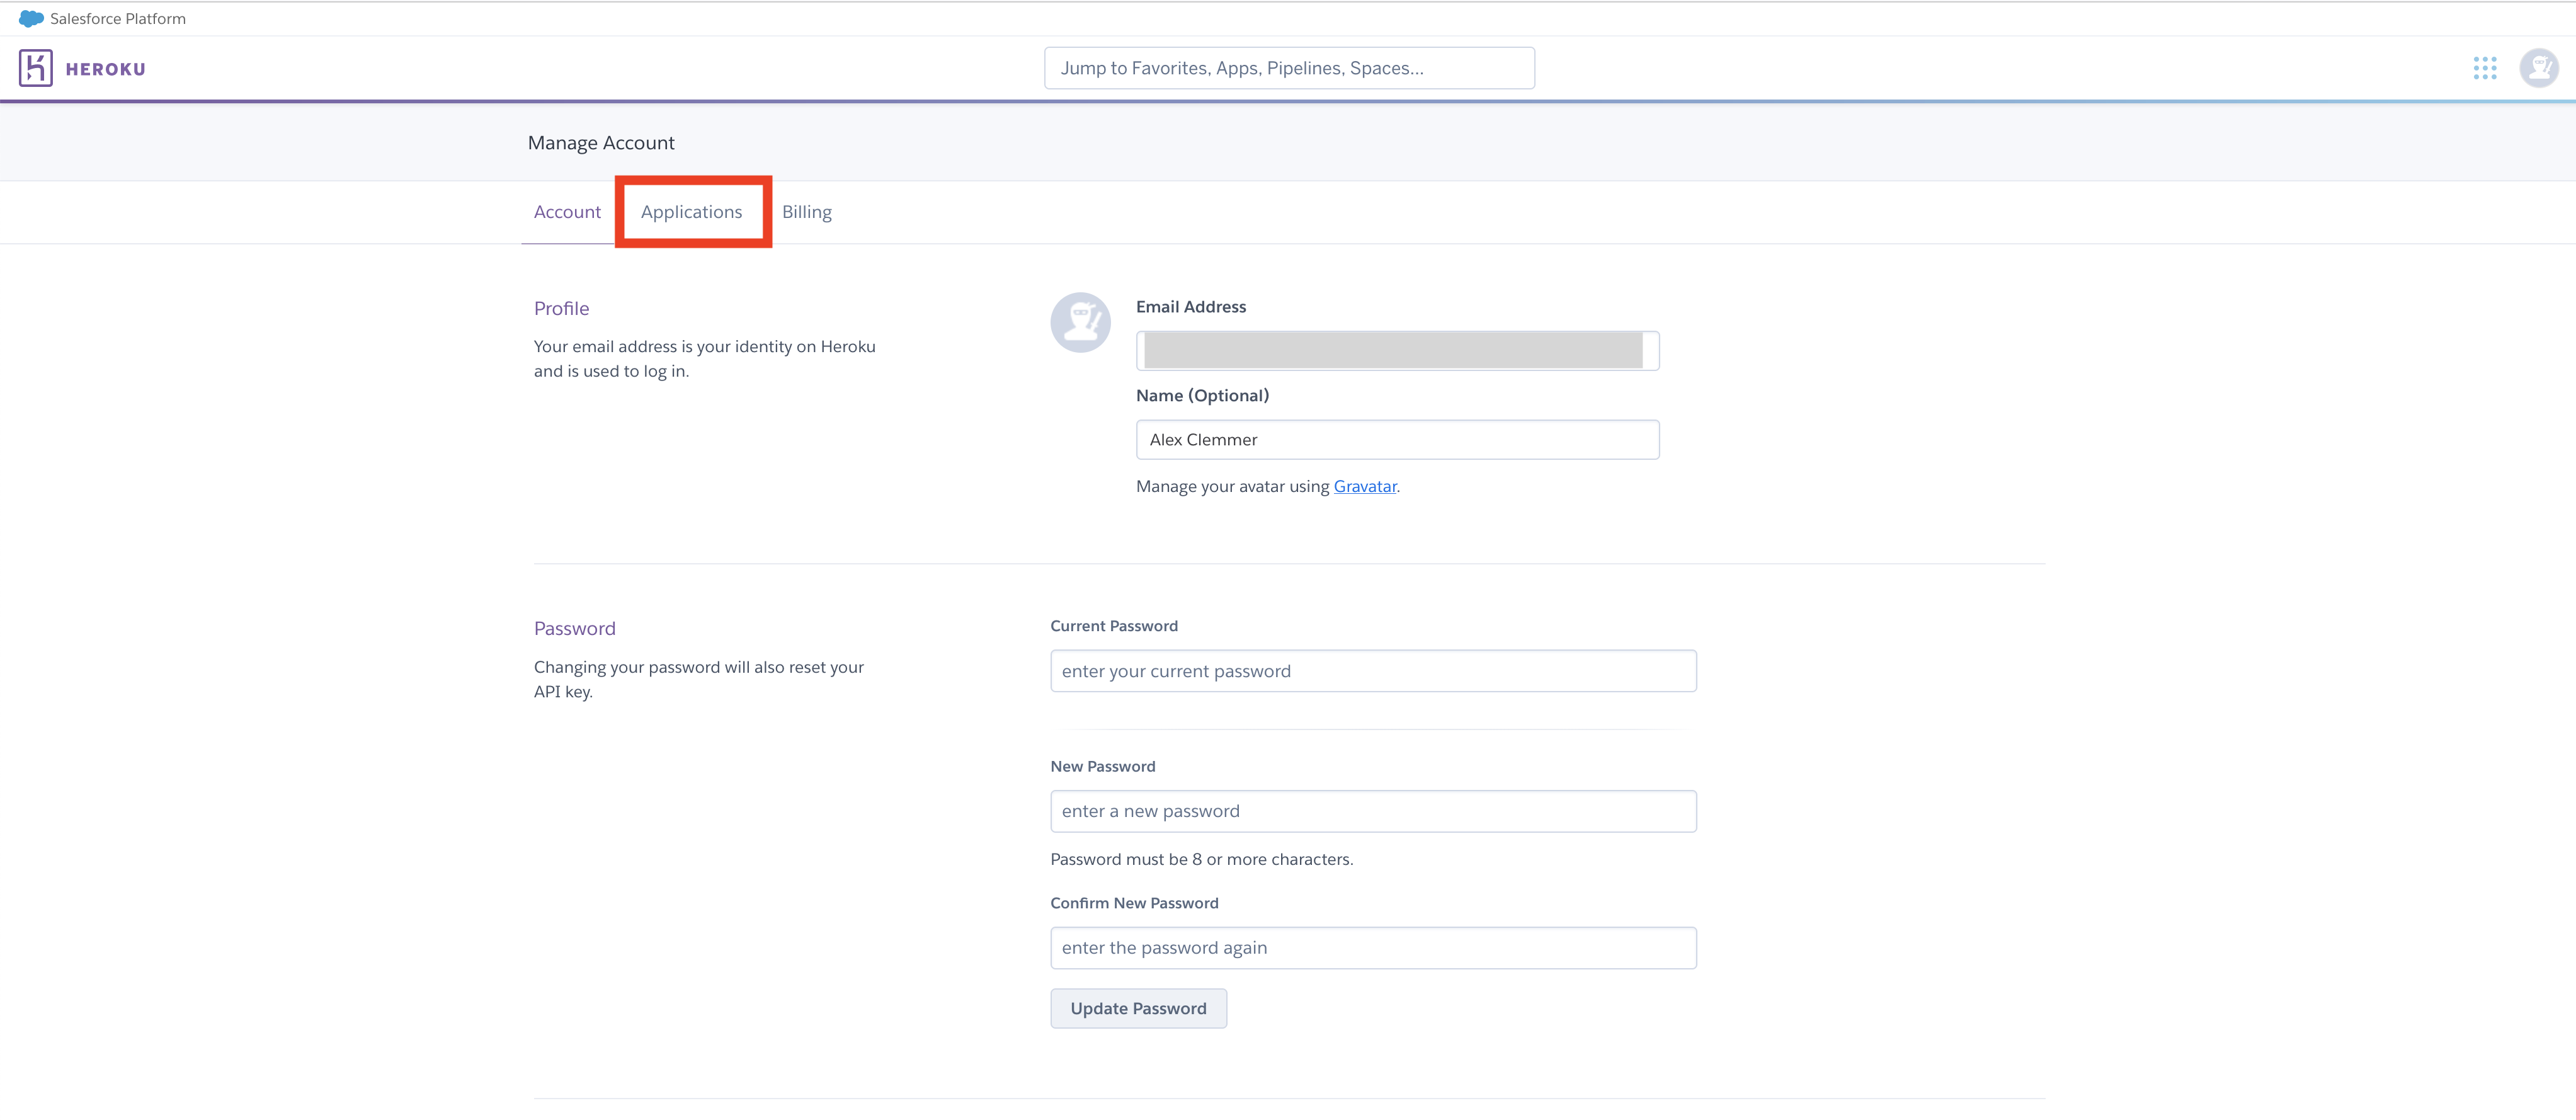 Salesforce Platform
HEROKU
Jump to Favorites, Apps, Pipelines, Spaces...
Manage Account
Account
Applications
Billing
Profile
Your email address is your identity on Heroku
and is used to log in.
Email Address
Name (Optional)
Alex Clemmer
Manage your avatar using Gravatar.
Password
Changing your password will also reset your
API key.
Current Password
enter your current password
New Password
enter a new password
Password must be 8 or more characters.
Confirm New Password
enter the password again
Update Password